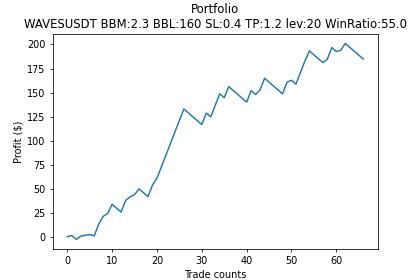 Portfolio
WAVESUSDT BBM:2.3 BBL:160 SL:0.4 TP:1.2 lev:20 WinRatio:55.0
200
175
150
125
100
75
50
25
0
Profit ($)
0 10 20 30 40 50 60
Trade counts